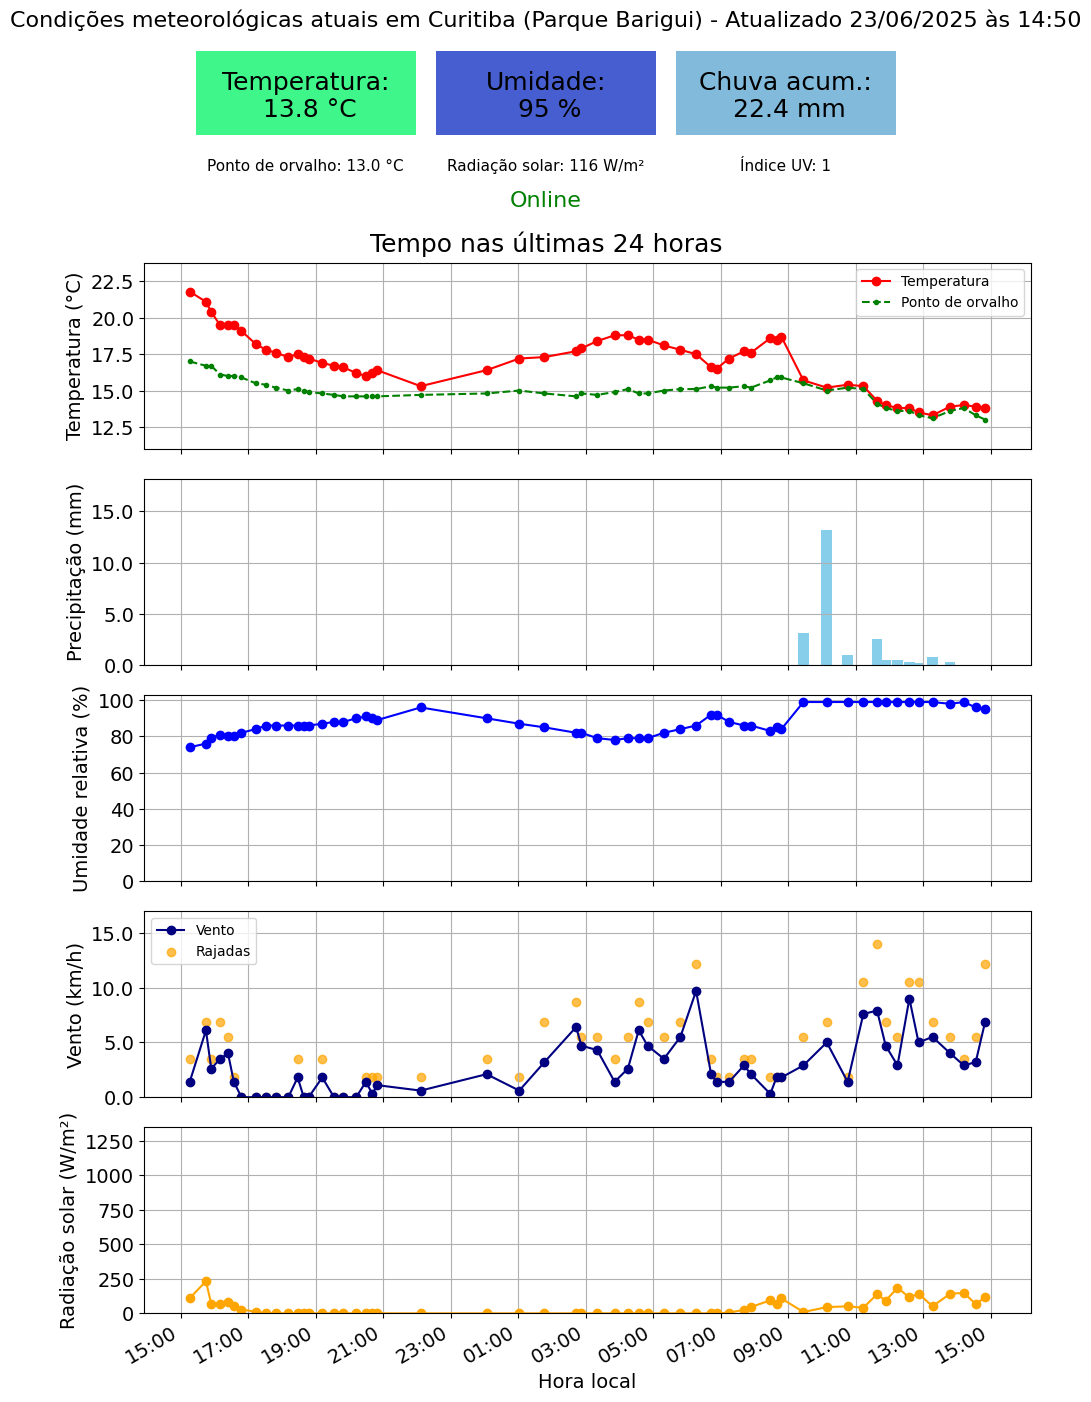 Condições meteorológicas atuais em Curitiba (Parque Barigui) - Atualizado 23/06/2025 às 14:50
Temperatura:
13.8 °C
Umidade:
95 %
Chuva acum.:
22.4 mm
Ponto de orvalho: 13.0 °C
Radiação solar: 116 W/m²
Índice UV: 1
Online
Tempo nas últimas 24 horas
Temperatura (°C)
22.5
20.0
17.5
15.0
12.5
Temperatura
Ponto de orvalho
Precipitação (mm)
15.0
10.0
5.0
0.0
Umidade relativa (%)
100
80
60
40
20
0
Vento (km/h)
15.0
10.0
5.0
0.0
Vento
Rajadas
Radiação solar (W/m²)
1250
1000
750
500
250
0
15:00
17:00
19:00
21:00
23:00
01:00
03:00
05:00
07:00
09:00
11:00
13:00
15:00
Hora local